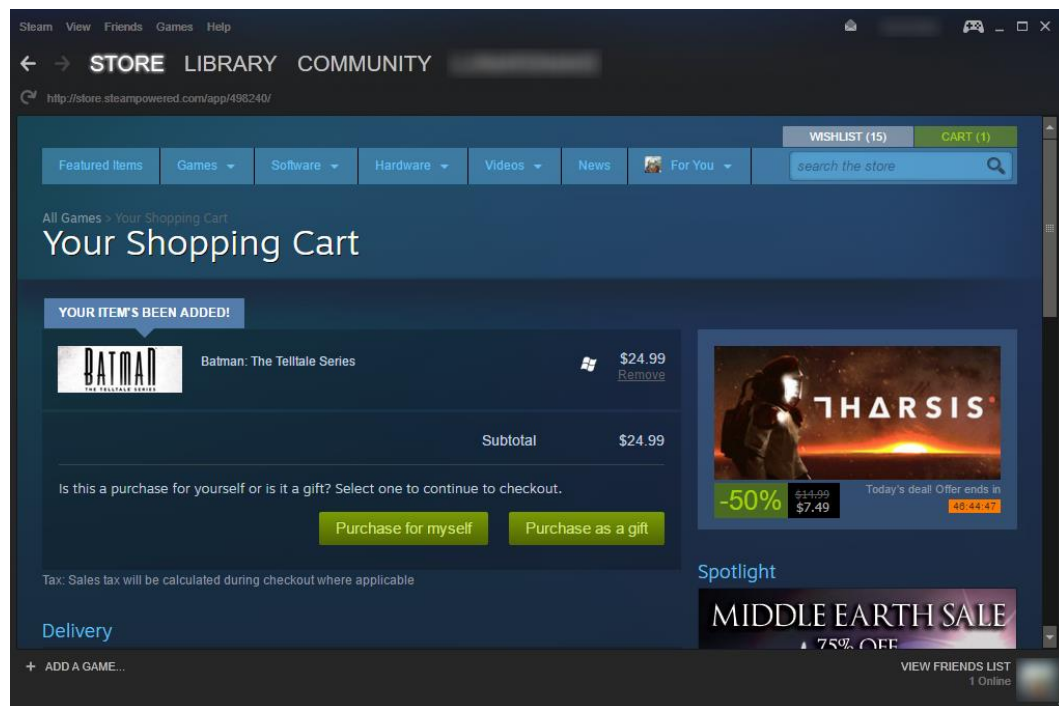 Steam View Friends Games Help
STORE LIBRARY COMMUNITY
http://store.steampowered.com/app/498240/
WISHLIST (15) CART (1)
Featured Items Games Software Hardware Videos News For You search the store
All Games > Your Shopping Cart
Your Shopping Cart
YOUR ITEM'S BEEN ADDED!
BATMAN
THE TELLTALE SERIES
Batman: The Telltale Series
$24.99
Remove
Subtotal $24.99
Is this a purchase for yourself or is it a gift? Select one to continue to checkout.
Purchase for myself Purchase as a gift
Tax: Sales tax will be calculated during checkout where applicable
Delivery
THARSIS
-50%
$14.99
$7.49
Today's deal! Offer ends in
46:44:47
Spotlight
MIDDLE EARTH SALE
75% OFF
+ ADD A GAME...
VIEW FRIENDS LIST
1 Online